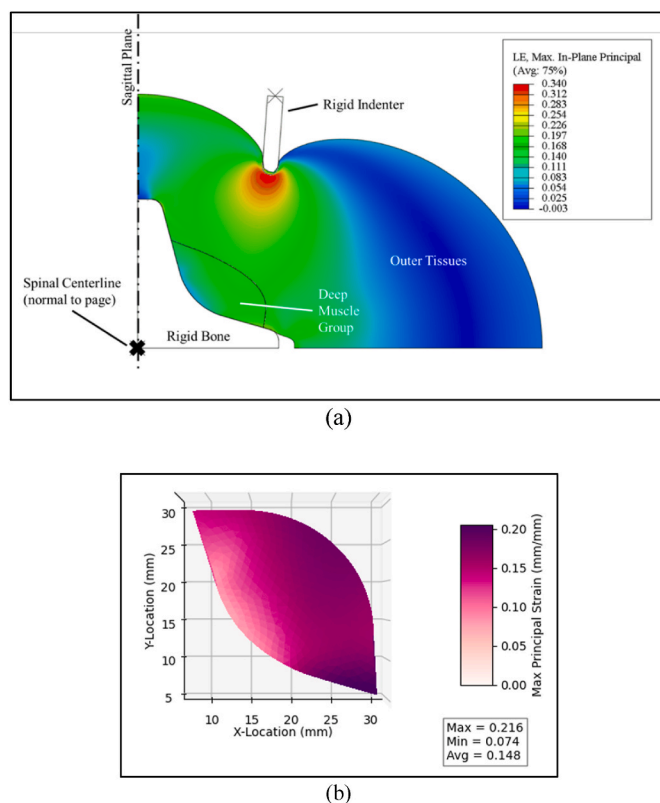 Sagittal Plane
LE, Max. In-Plane Principal
(Avg: 75%)
0.340
0.312
0.283
0.254
0.226
0.197
0.168
0.140
0.111
0.083
0.054
0.025
-0.003
Rigid Indenter
Outer Tissues
Spinal Centerline
(normal to page)
Deep
Muscle
Group
Rigid Bone
(a)
30
25
20
15
10
5
Y-Location (mm)
10
15
20
25
30
X-Location (mm)
0.20
0.15
0.10
0.05
0.00
Max Principal Strain (mm/mm)
Max = 0.216
Min = 0.074
Avg = 0.148
(b)